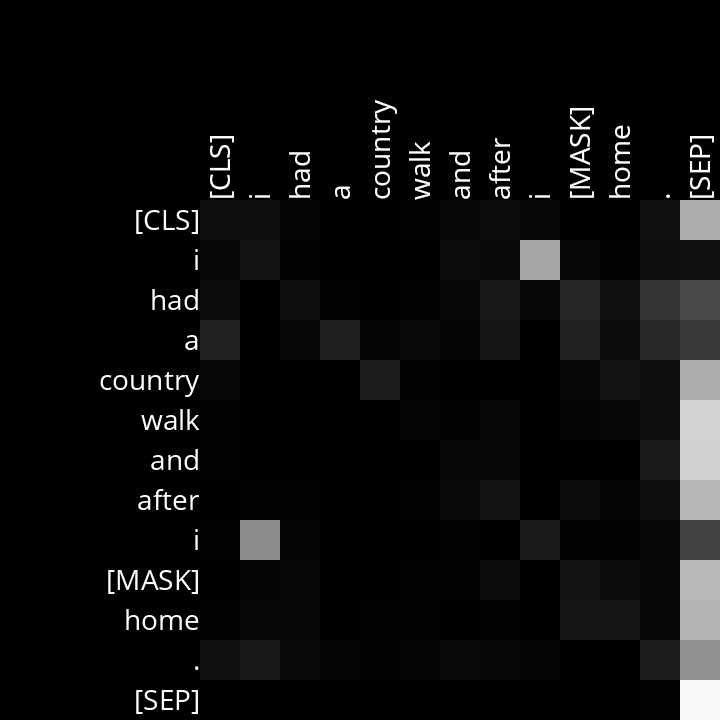 [CLS] i had a country walk and after i [MASK] home . [SEP]
[CLS]
i
had
a
country
walk
and
after
i
[MASK]
home
.
[SEP]